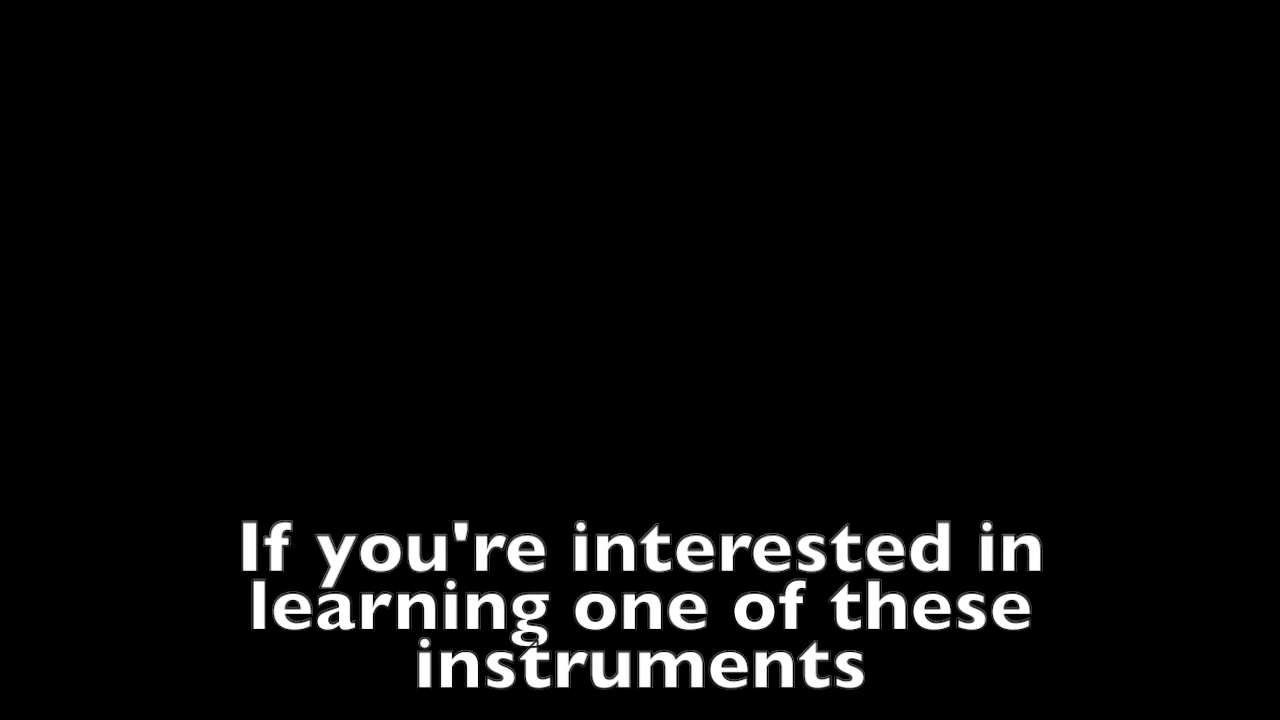 If you're interested in
learning one of these
instruments